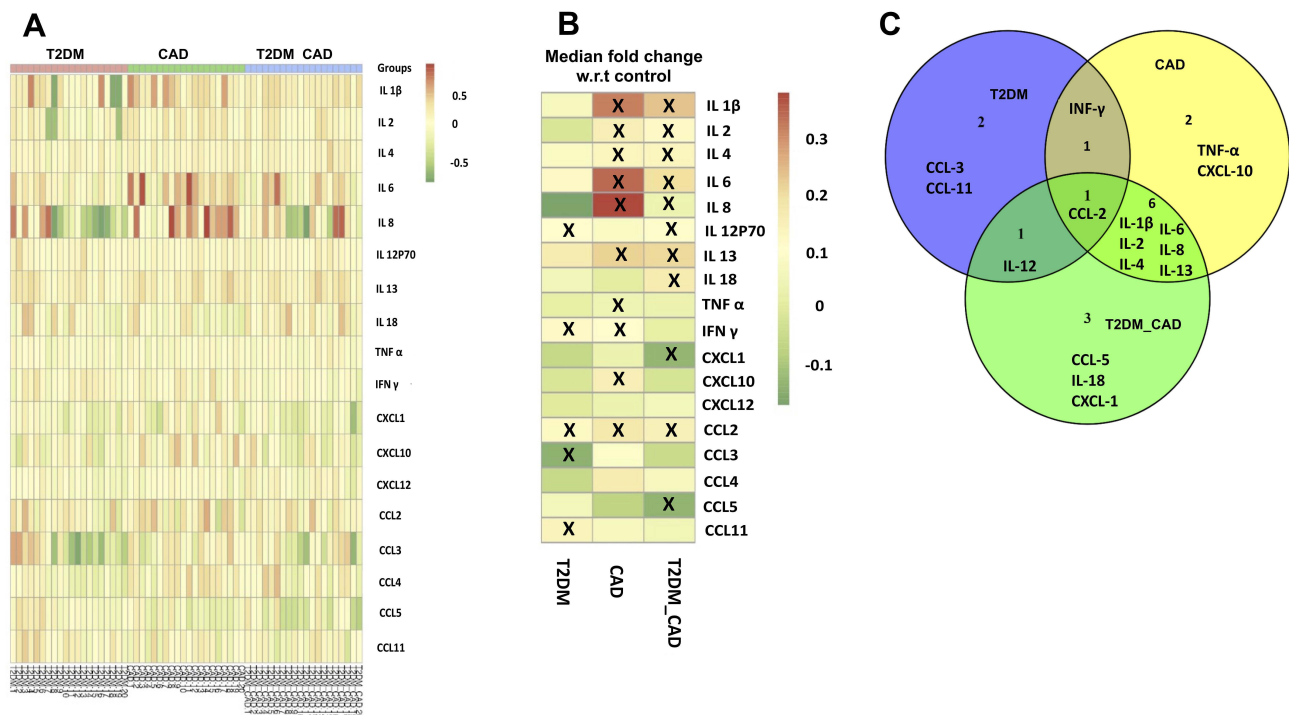 A
T2DM CAD T2DM_CAD
Groups
IL 1β
IL 2
IL 4
IL 6
IL 8
IL 12P70
IL 13
IL 18
TNF α
IFN γ
CXCL1
CXCL10
CXCL12
CCL2
CCL3
CCL4
CCL5
CCL11
0.5
0
-0.5
B
Median fold change
w.r.t control
IL 1β X X
IL 2 X X
IL 4 X X
IL 6 X X
IL 8 X X
IL 12P70 X X
IL 13 X X
IL 18 X
TNF α X
IFN γ X X
CXCL1 X
CXCL10 X
CXCL12
CCL2 X X X
CCL3 X
CCL4
CCL5 X
CCL11 X
T2DM
CAD
T2DM_CAD
0.3
0.2
0.1
0
-0.1
C
T2DM
2
CCL-3
CCL-11
INF-γ
1
CAD
2
TNF-α
CXCL-10
1
CCL-2
6
IL-1β IL-6
IL-2 IL-8
IL-4 IL-13
1
IL-12
3 T2DM_CAD
CCL-5
IL-18
CXCL-1